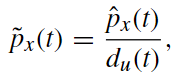 p̃ₓ(t) = p̂ₓ(t) / dᵤ(t) ,